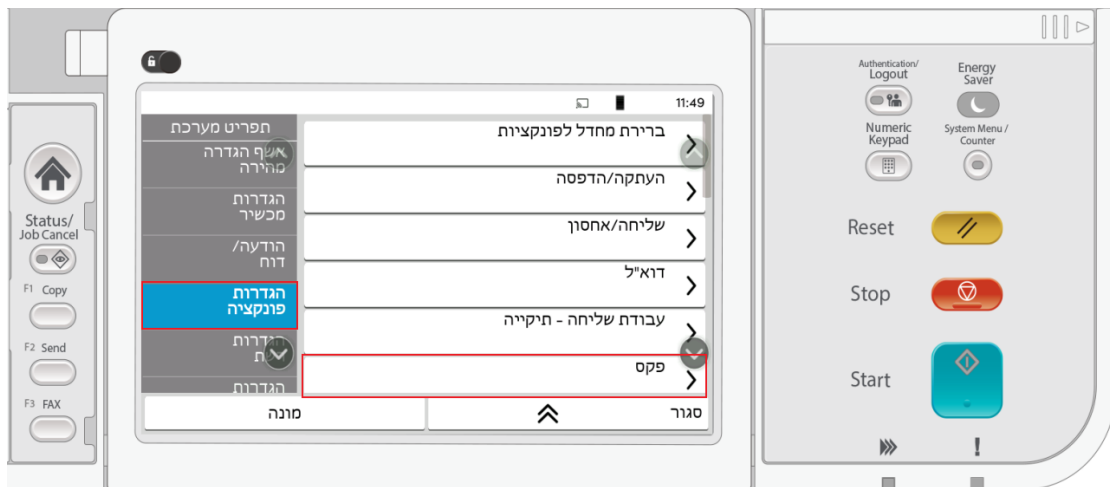 Status/
Job Cancel
F1 Copy
F2 Send
F3 FAX
11:49
תפריט מערכת
אשף הגדרה
מהירה
הגדרות
מכשיר
הודעה/
דוח
הגדרות
פונקציה
הגדרות
הגדרות
ברירת מחדל לפונקציות
העתקה/הדפסה
שליחה/אחסון
דוא"ל
עבודת שליחה - תיקייה
פקס
מונה
סגור
Authentication/
Logout
Energy
Saver
Numeric
Keypad
System Menu /
Counter
Reset
Stop
Start